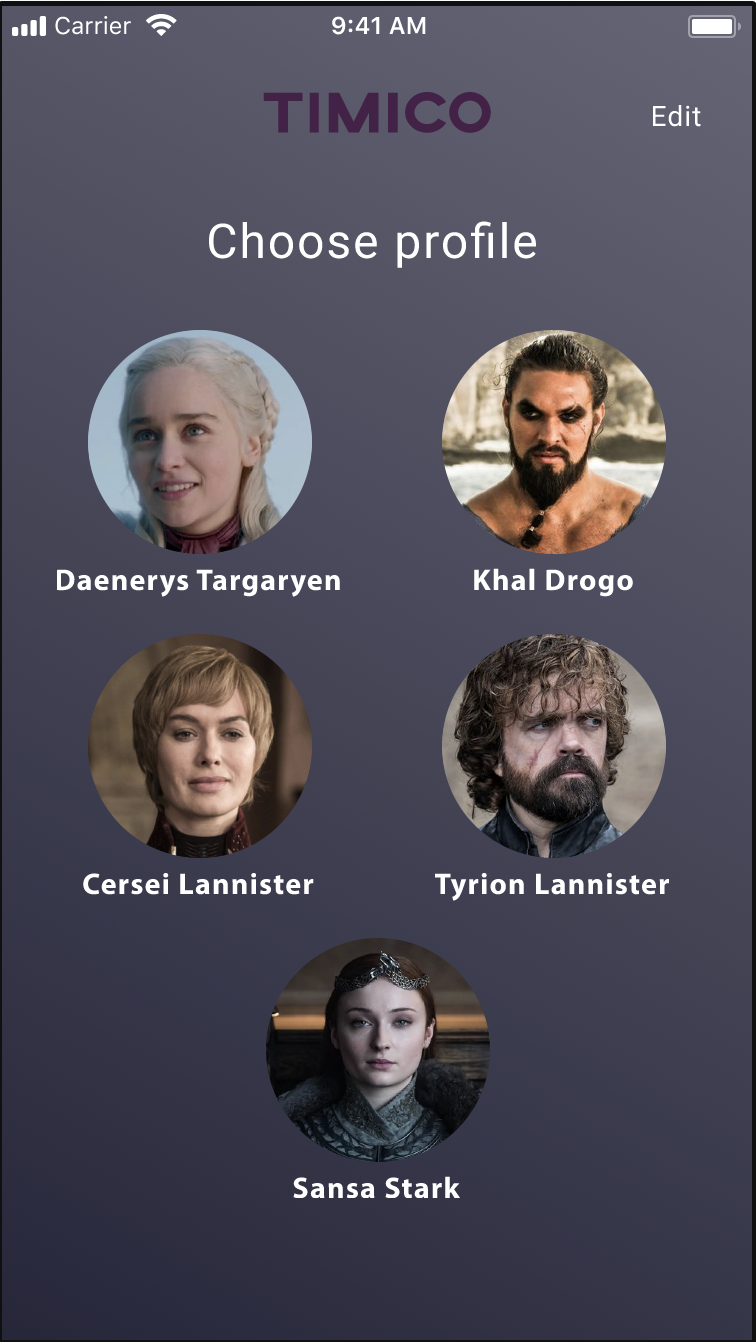 Carrier 9:41 AM
TIMICO
Edit
Choose profile
Daenerys Targaryen
Khal Drogo
Cersei Lannister
Tyrion Lannister
Sansa Stark